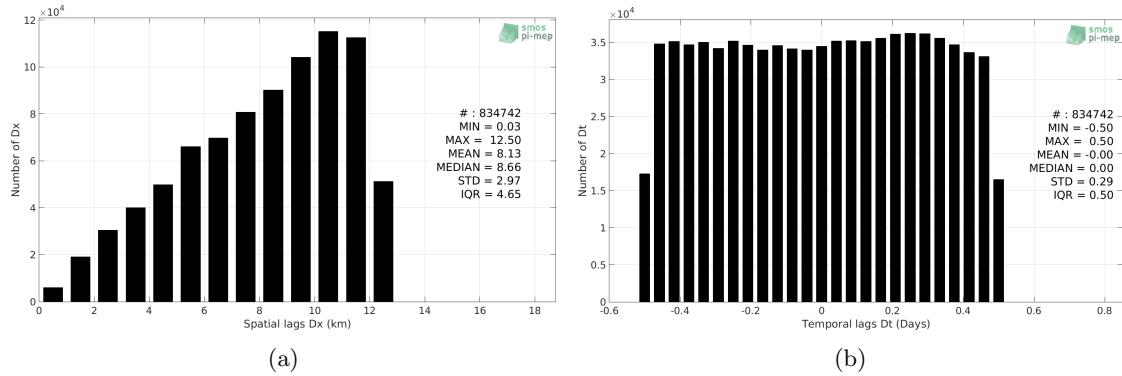 ×10^4
12
10
8
6
4
2
0
Number of Dx
smos
pi-mep
# : 834742
MIN = 0.03
MAX = 12.50
MEAN = 8.13
MEDIAN = 8.66
STD = 2.97
IQR = 4.65
0 2 4 6 8 10 12 14 16 18
Spatial lags Dx (km)
(a)
×10^4
3.5
3
2.5
2
1.5
1
0.5
0
Number of Dt
smos
pi-mep
# : 834742
MIN = -0.50
MAX = 0.50
MEAN = -0.00
MEDIAN = 0.00
STD = 0.29
IQR = 0.50
-0.6 -0.4 -0.2 0 0.2 0.4 0.6 0.8
Temporal lags Dt (Days)
(b)